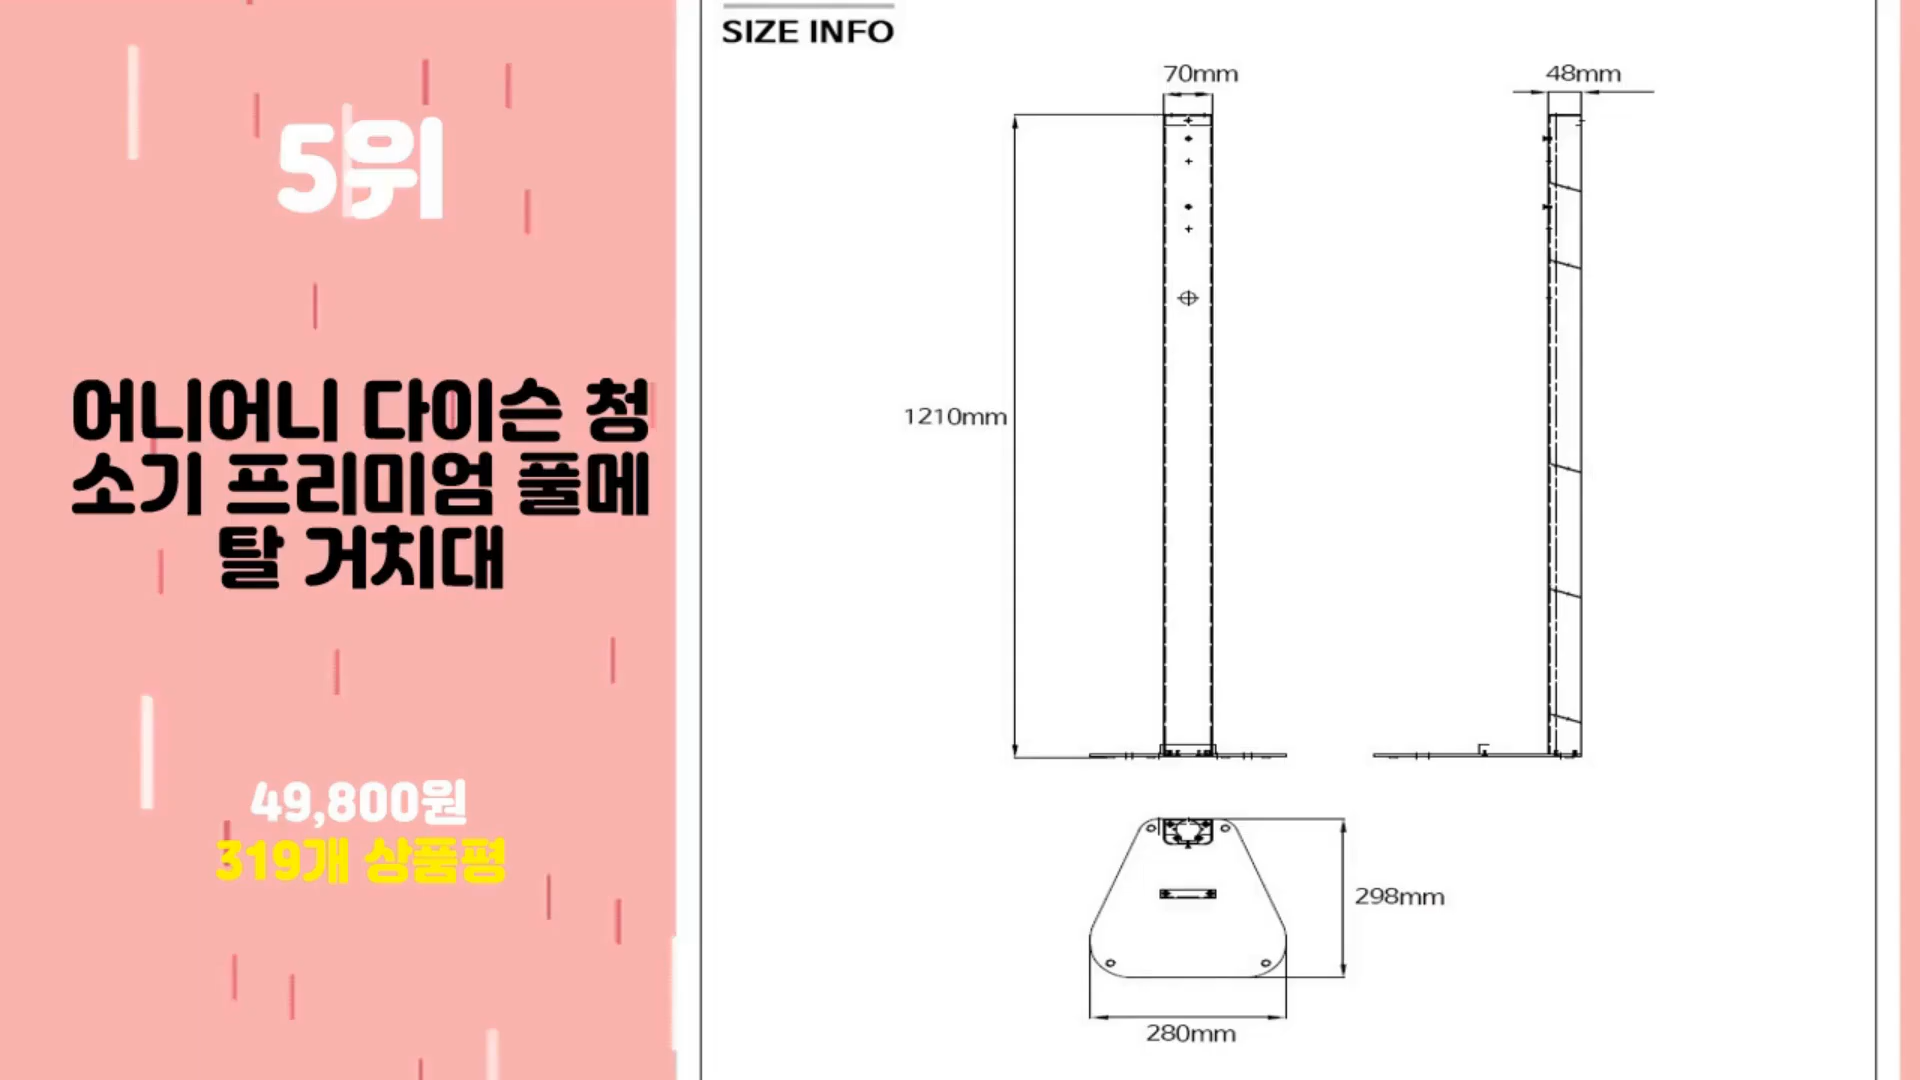 5위
어니어니 다이슨 청
소기 프리미엄 풀메
탈 거치대
49,800원
319개 상품평
SIZE INFO
70mm
48mm
1210mm
298mm
280mm